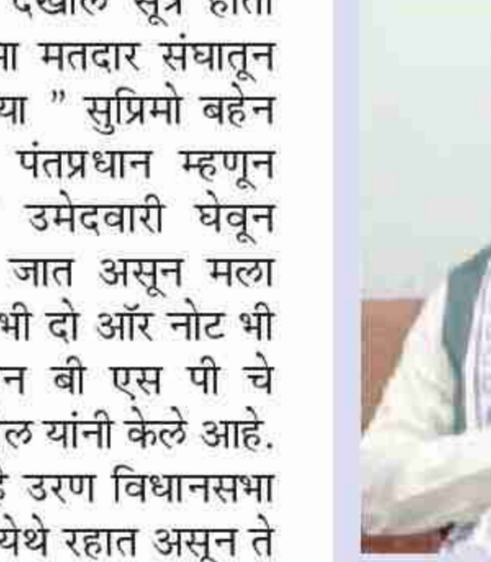 देखील सूत्र होता
मतदार संघातून
या ” सुप्रिमो बहेन
पंतप्रधान म्हणून
उमेदवारी घेवून
जात असून मला
भी दो ऑर नोट भी
न बी एस पी चे
ल यांनी केले आहे.
उरण विधानसभा
येथे रहात असून ते